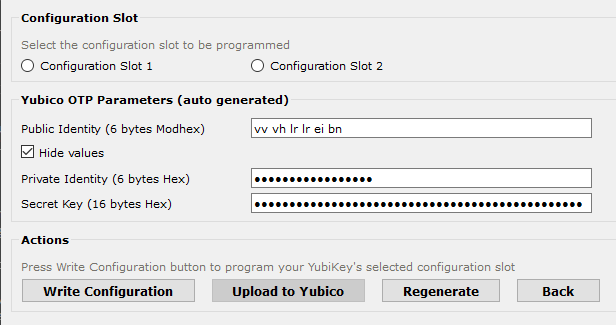 Configuration Slot
Select the configuration slot to be programmed
Configuration Slot 1 Configuration Slot 2
Yubico OTP Parameters (auto generated)
Public Identity (6 bytes Modhex) vv vh lr lr ei bn
Hide values
Private Identity (6 bytes Hex) •••••••••••••••••
Secret Key (16 bytes Hex) •••••••••••••••••••••••••••••••••••••••••••••••
Actions
Press Write Configuration button to program your YubiKey's selected configuration slot
Write Configuration Upload to Yubico Regenerate Back